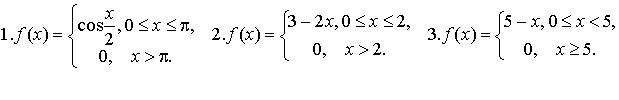 1. f(x) = { cos x/2, 0 ≤ x ≤ π, 0, x > π. 2. f(x) = { 3 − 2x, 0 ≤ x ≤ 2, 0, x > 2. 3. f(x) = { 5 − x, 0 ≤ x < 5, 0, x ≥ 5.